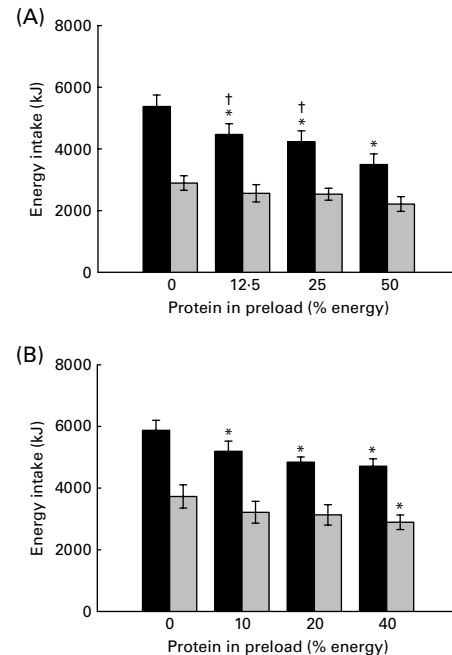 (A)
8000
6000
4000
2000
0
Energy intake (kJ)
†
*
†
*
*
0 12·5 25 50
Protein in preload (% energy)
(B)
8000
6000
4000
2000
0
Energy intake (kJ)
*
*
*
*
0 10 20 40
Protein in preload (% energy)